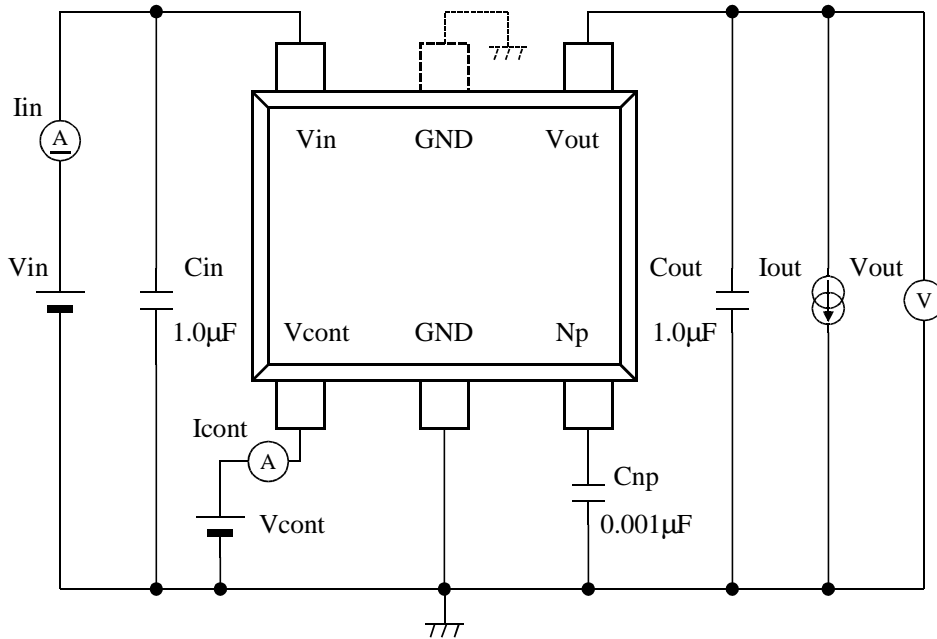 Iin
A
Vin
GND
Vout
Vin
Cin
Cout
Iout
Vout
V
1.0μF
Vcont
GND
Np
1.0μF
Icont
A
Vcont
Cnp
0.001μF